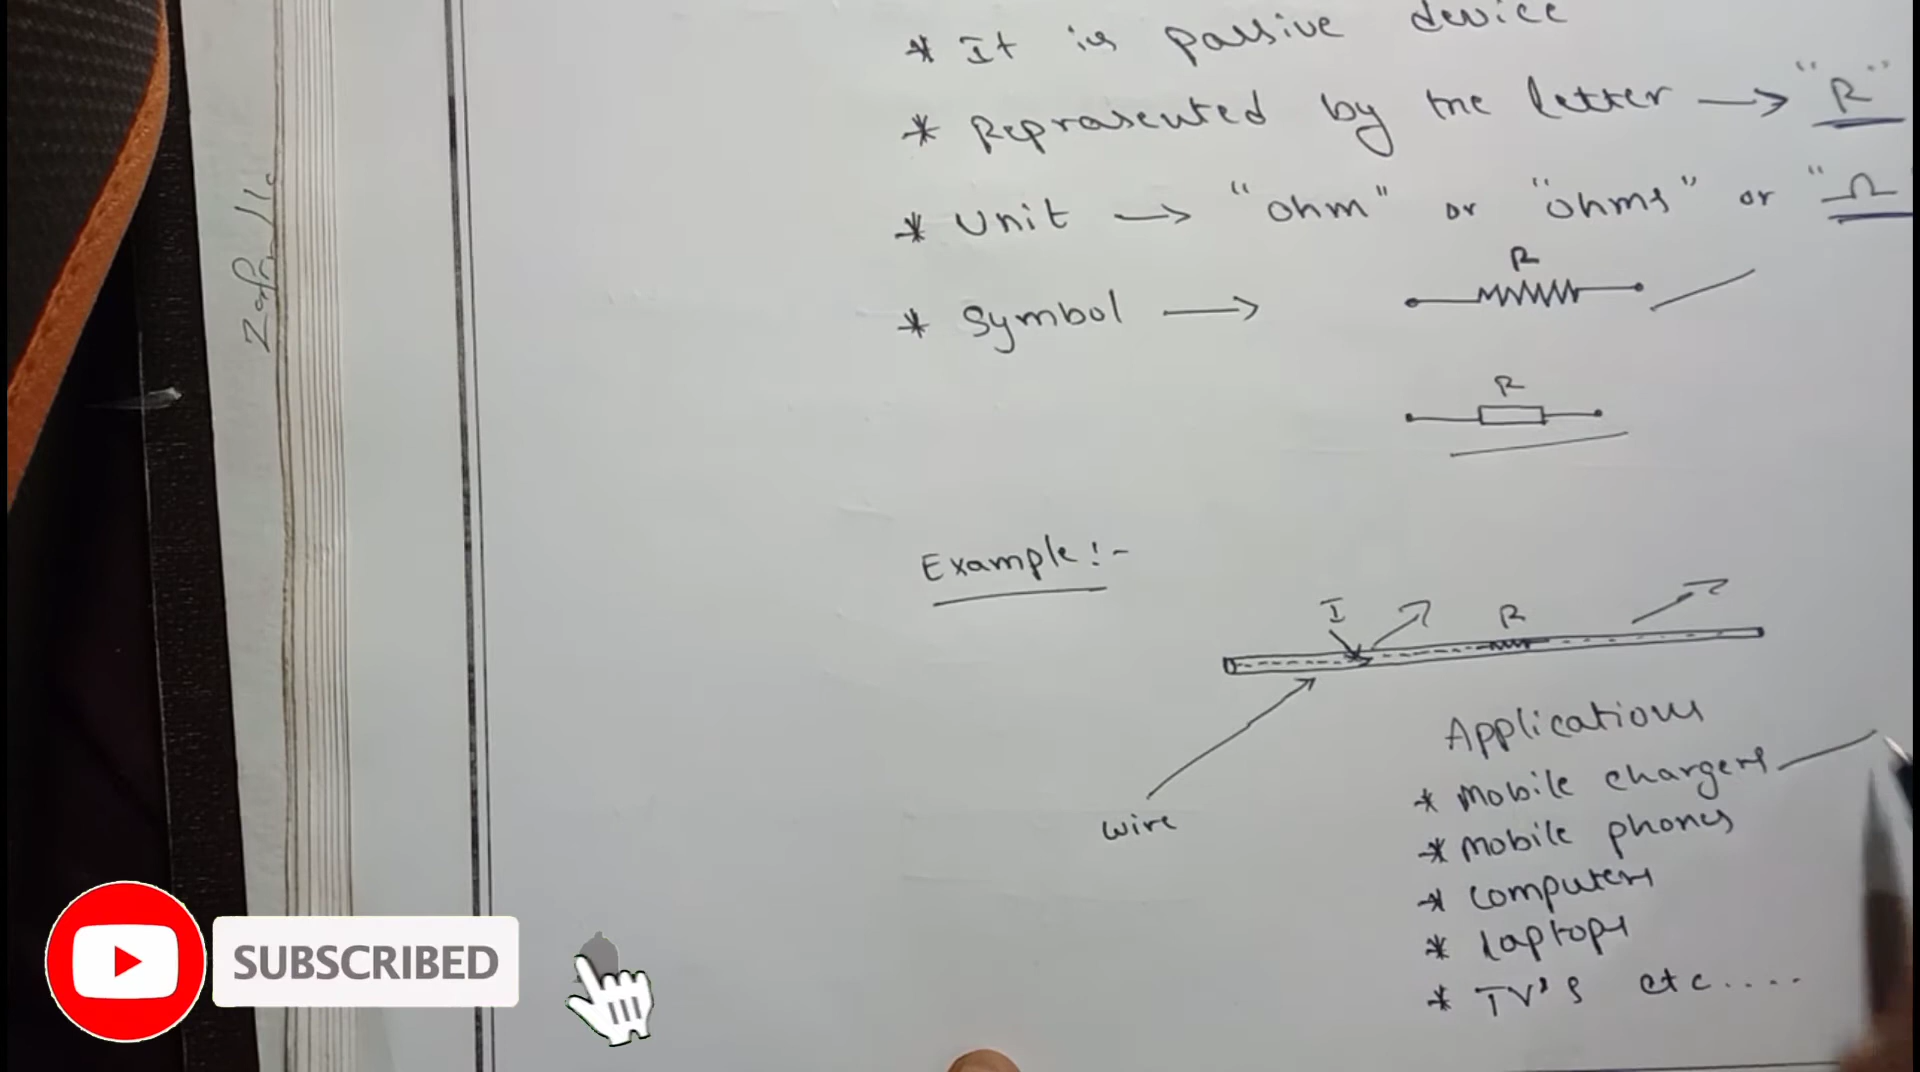 * It is passive device
* Reprasented by the letter → "R"
* Unit → "ohm" or "ohms" or "Ω"
R
* Symbol →
R
Example:-
I
R
wire
Applications
* Mobile chargers
* Mobile phones
* Computers
* Laptops
* TV's etc....
SUBSCRIBED